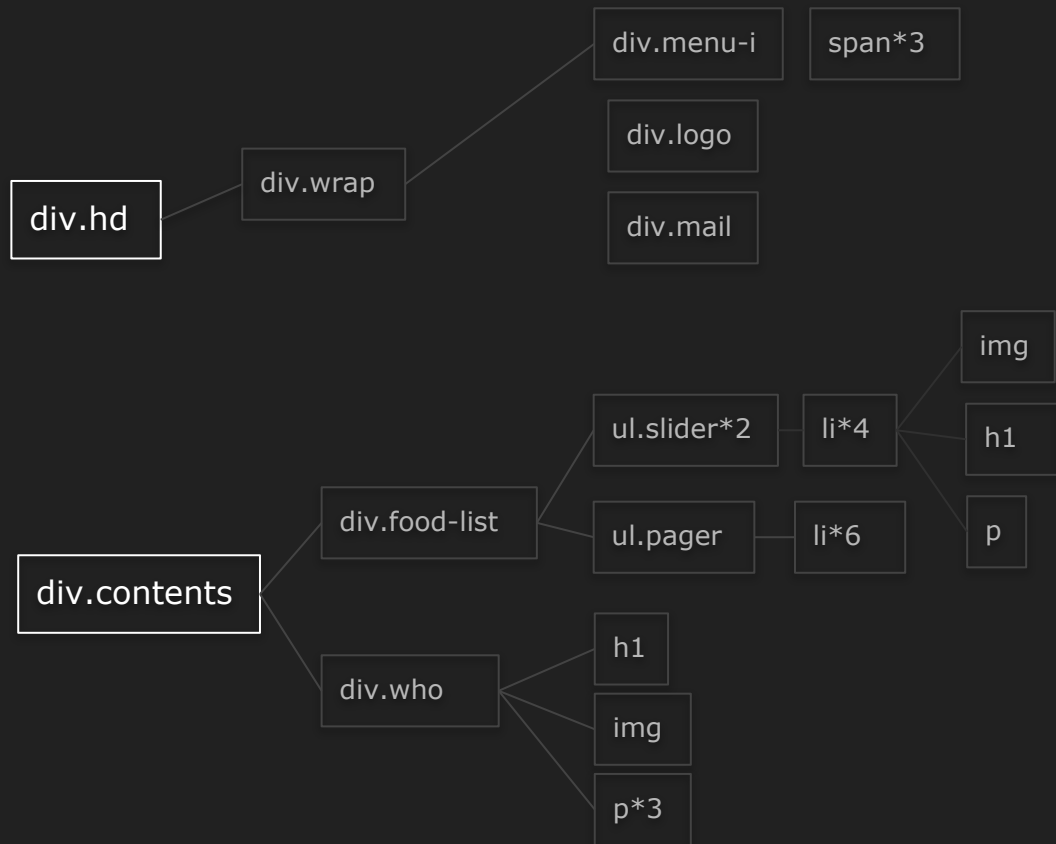 div.hd
div.wrap
div.menu-i
span*3
div.logo
div.mail
div.contents
div.food-list
ul.slider*2
li*4
img
h1
p
ul.pager
li*6
div.who
h1
img
p*3